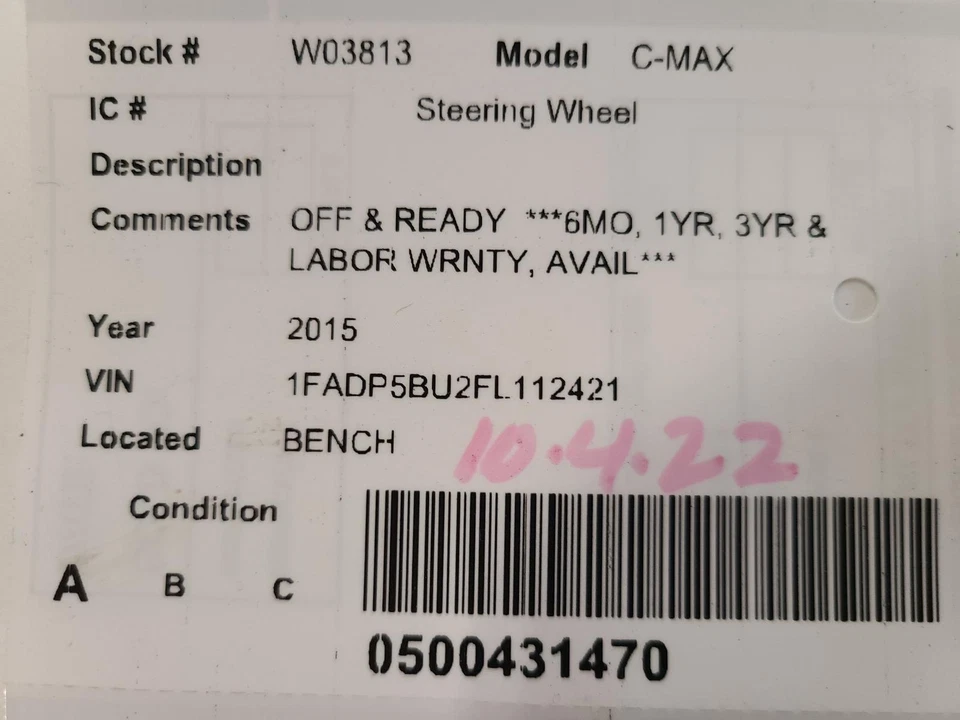 Stock # W03813 Model C-MAX
IC # Steering Wheel
Description
Comments OFF & READY ***6MO, 1YR, 3YR &
LABOR WRNTY, AVAIL***
Year 2015
VIN 1FADP5BU2FL112421
Located BENCH 10.4.22
Condition
A B C
0500431470